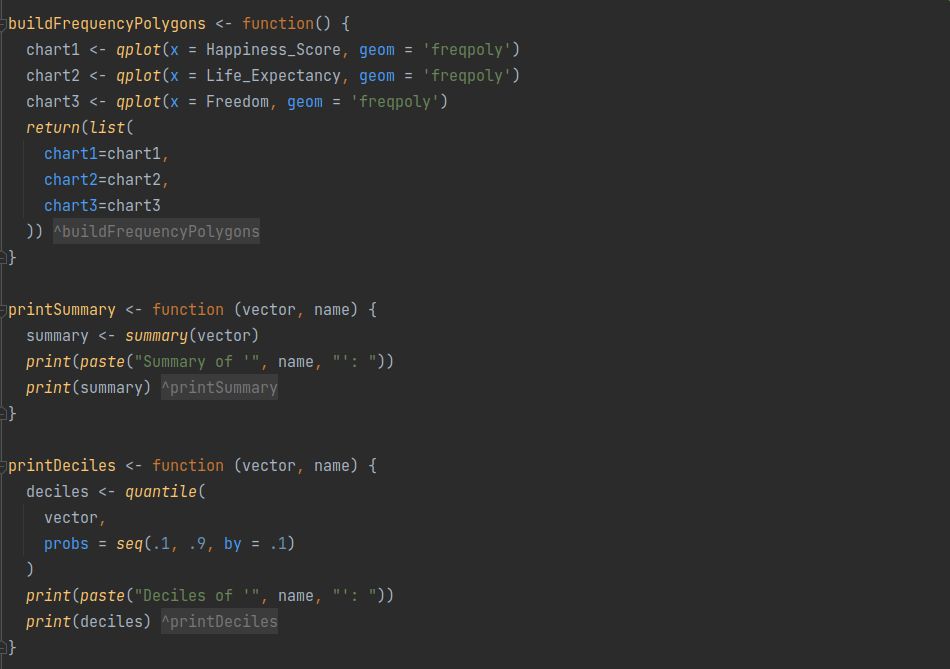 buildFrequencyPolygons <- function() {
  chart1 <- qplot(x = Happiness_Score, geom = 'freqpoly')
  chart2 <- qplot(x = Life_Expectancy, geom = 'freqpoly')
  chart3 <- qplot(x = Freedom, geom = 'freqpoly')
  return(list(
    chart1=chart1,
    chart2=chart2,
    chart3=chart3
  )) ^buildFrequencyPolygons
}

printSummary <- function (vector, name) {
  summary <- summary(vector)
  print(paste("Summary of '", name, "': "))
  print(summary) ^printSummary
}

printDeciles <- function (vector, name) {
  deciles <- quantile(
    vector,
    probs = seq(.1, .9, by = .1)
  )
  print(paste("Deciles of '", name, "': "))
  print(deciles) ^printDeciles
}